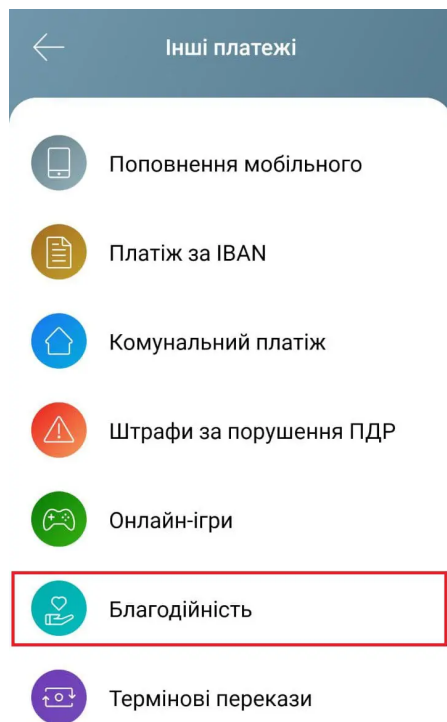 Інші платежі
Поповнення мобільного
Платіж за IBAN
Комунальний платіж
Штрафи за порушення ПДР
Онлайн-ігри
Благодійність
Термінові перекази